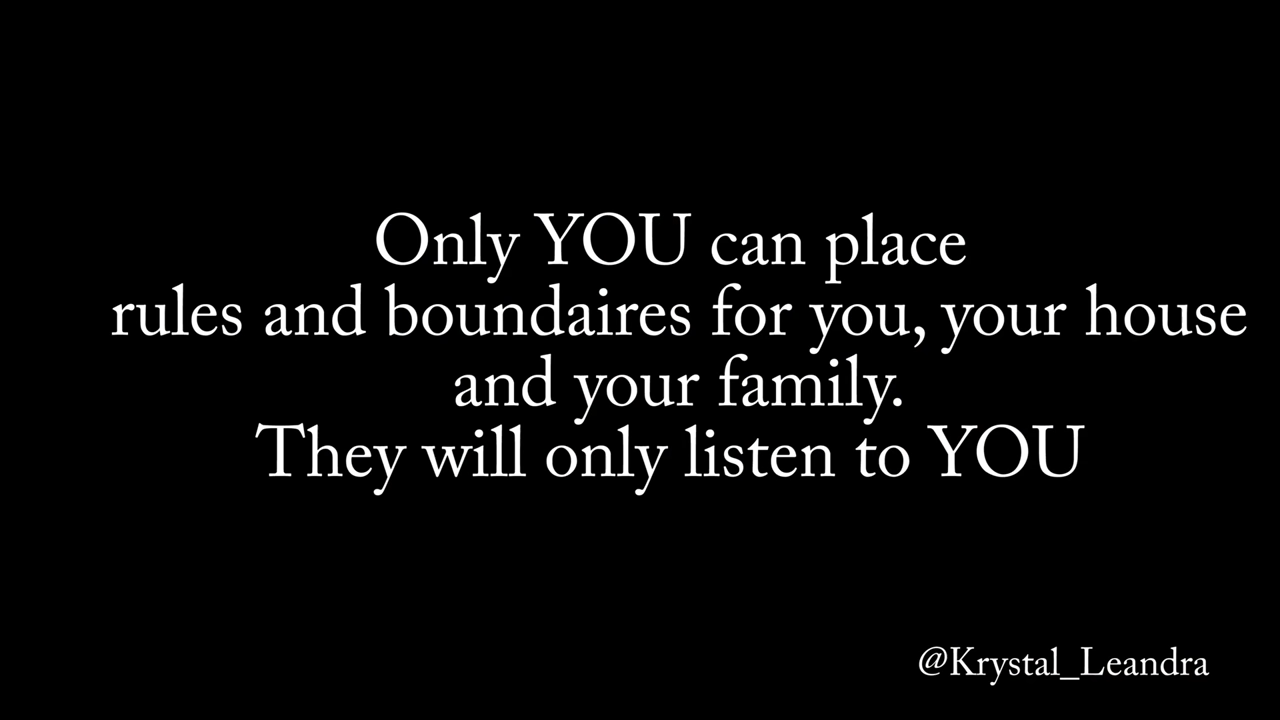 Only YOU can place
rules and boundaires for you, your house
and your family.
They will only listen to YOU
@Krystal_Leandra